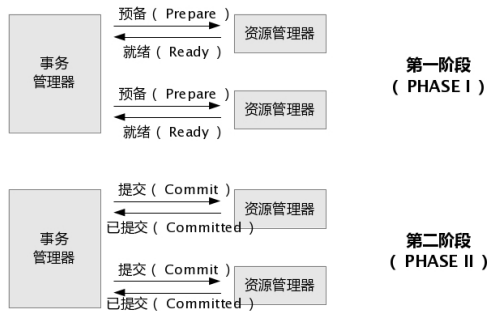 预备（ Prepare ）
资源管理器
就绪（ Ready ）
事务
管理器
第一阶段
（ PHASE I ）
预备（ Prepare ）
资源管理器
就绪（ Ready ）
提交（ Commit ）
资源管理器
已提交（ Committed ）
事务
管理器
第二阶段
（ PHASE II ）
提交（ Commit ）
资源管理器
已提交（ Committed ）